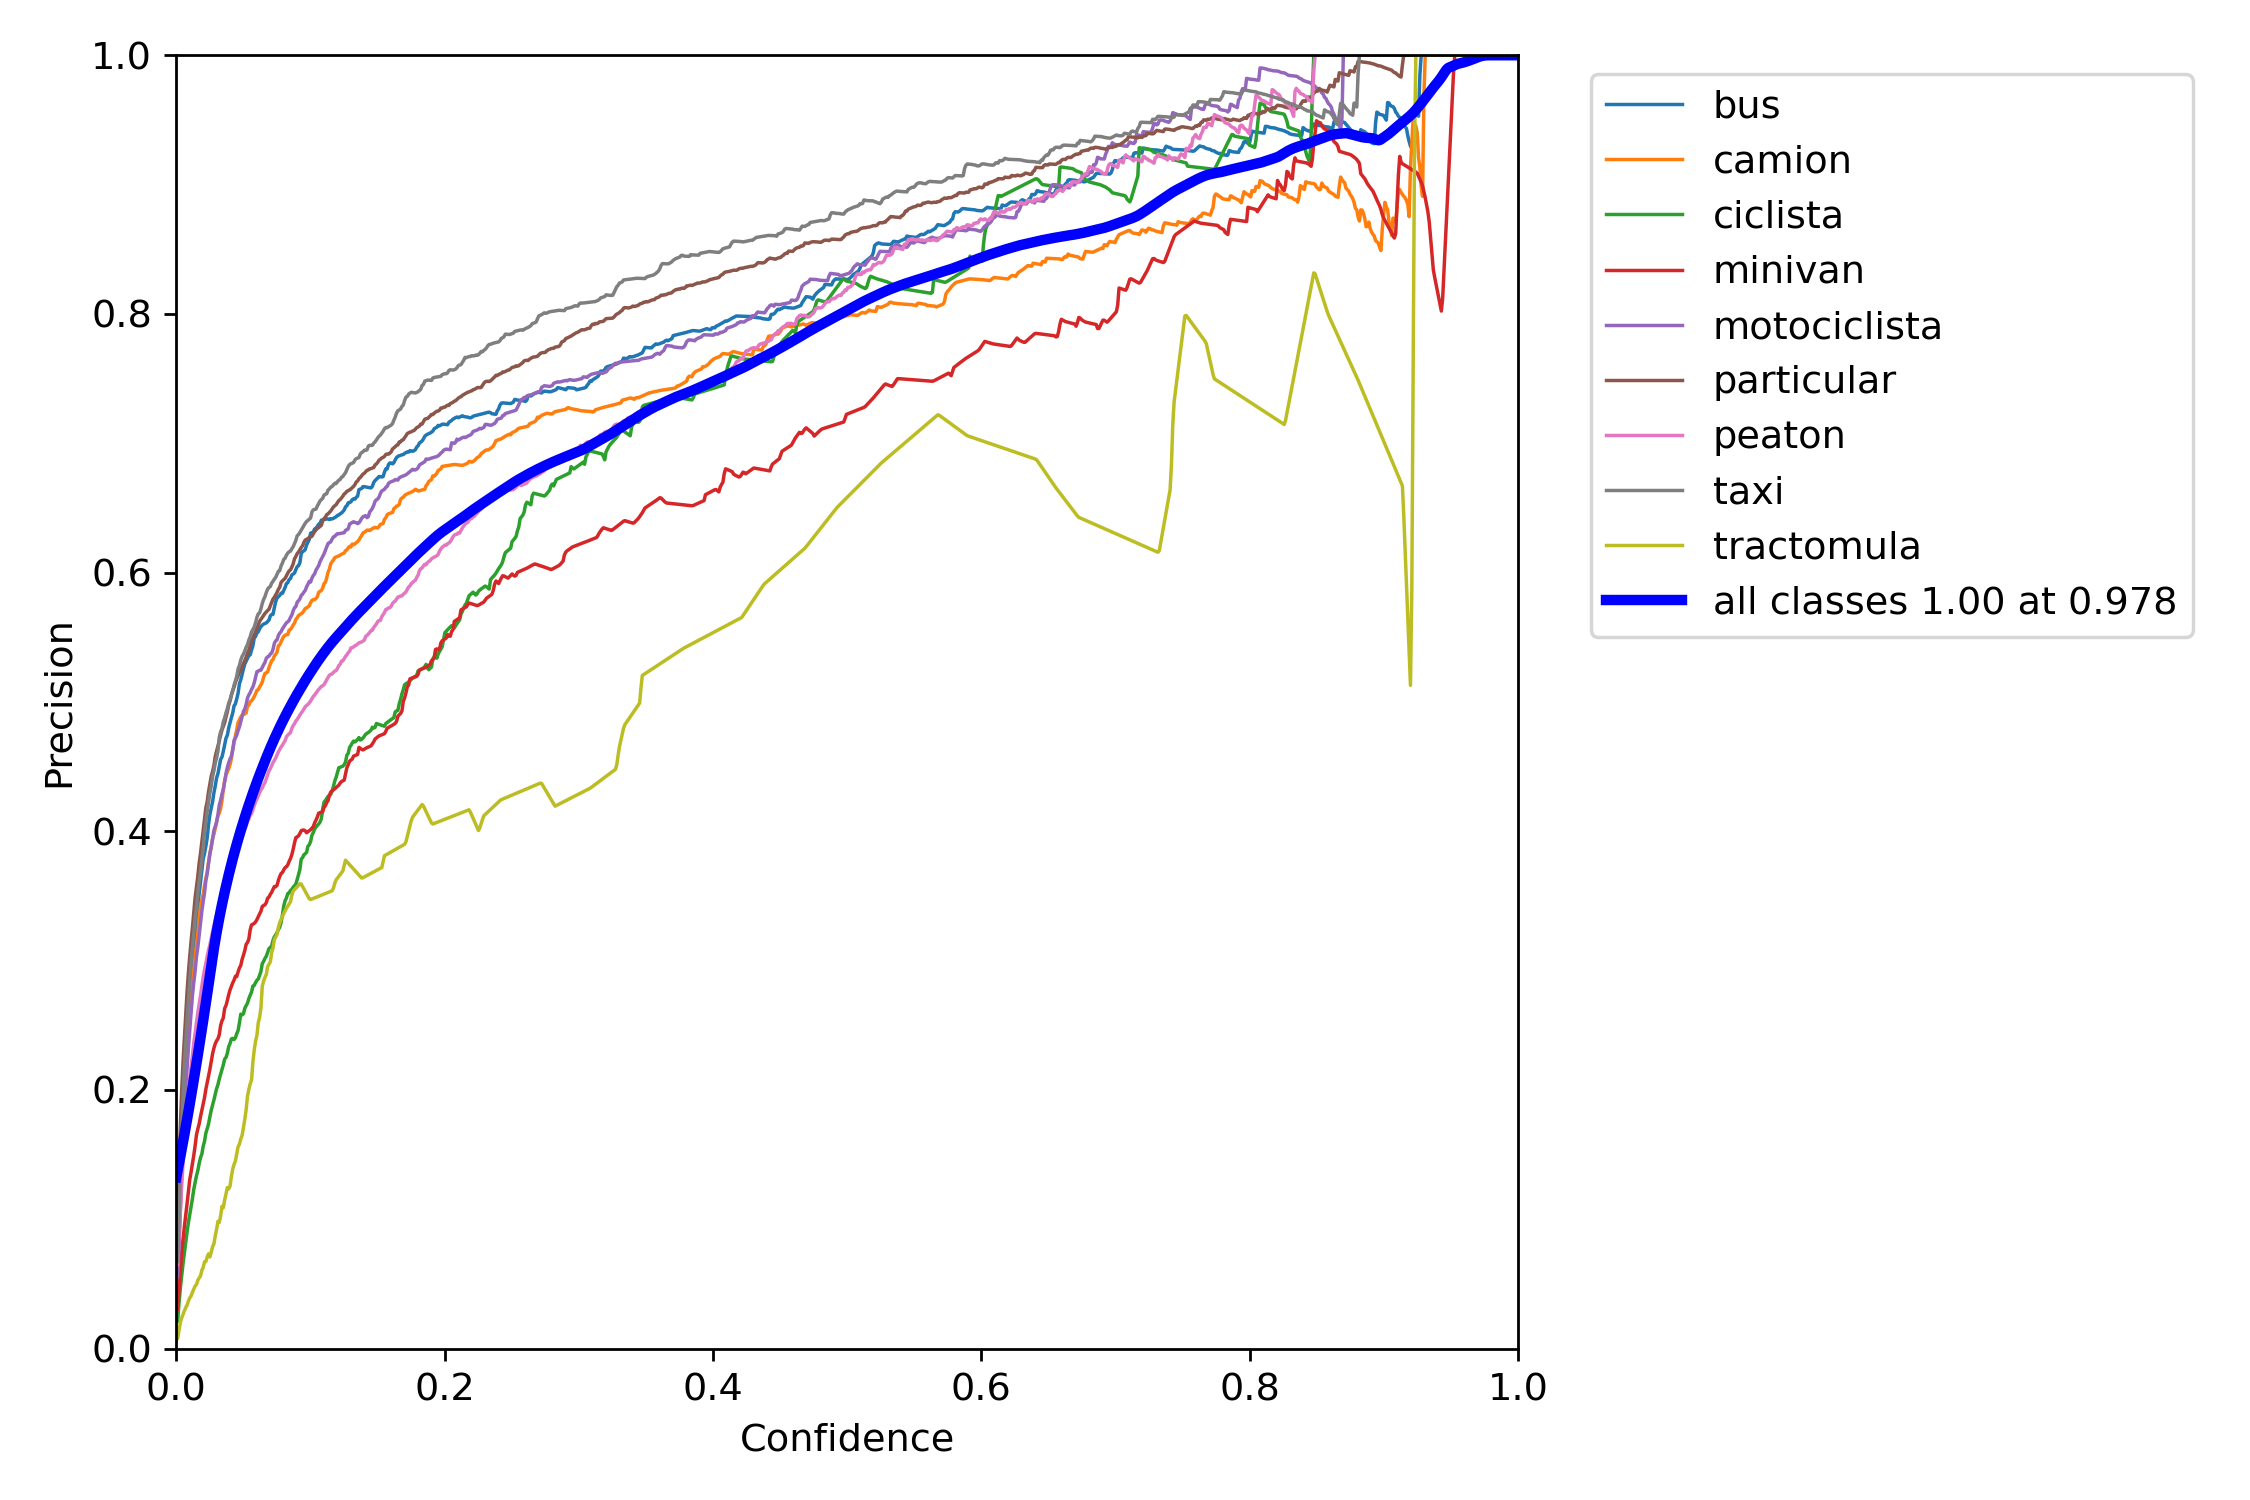 1.0
0.8
0.6
0.4
0.2
0.0
Precision
0.0 0.2 0.4 0.6 0.8 1.0
Confidence
bus
camion
ciclista
minivan
motociclista
particular
peaton
taxi
tractomula
all classes 1.00 at 0.978